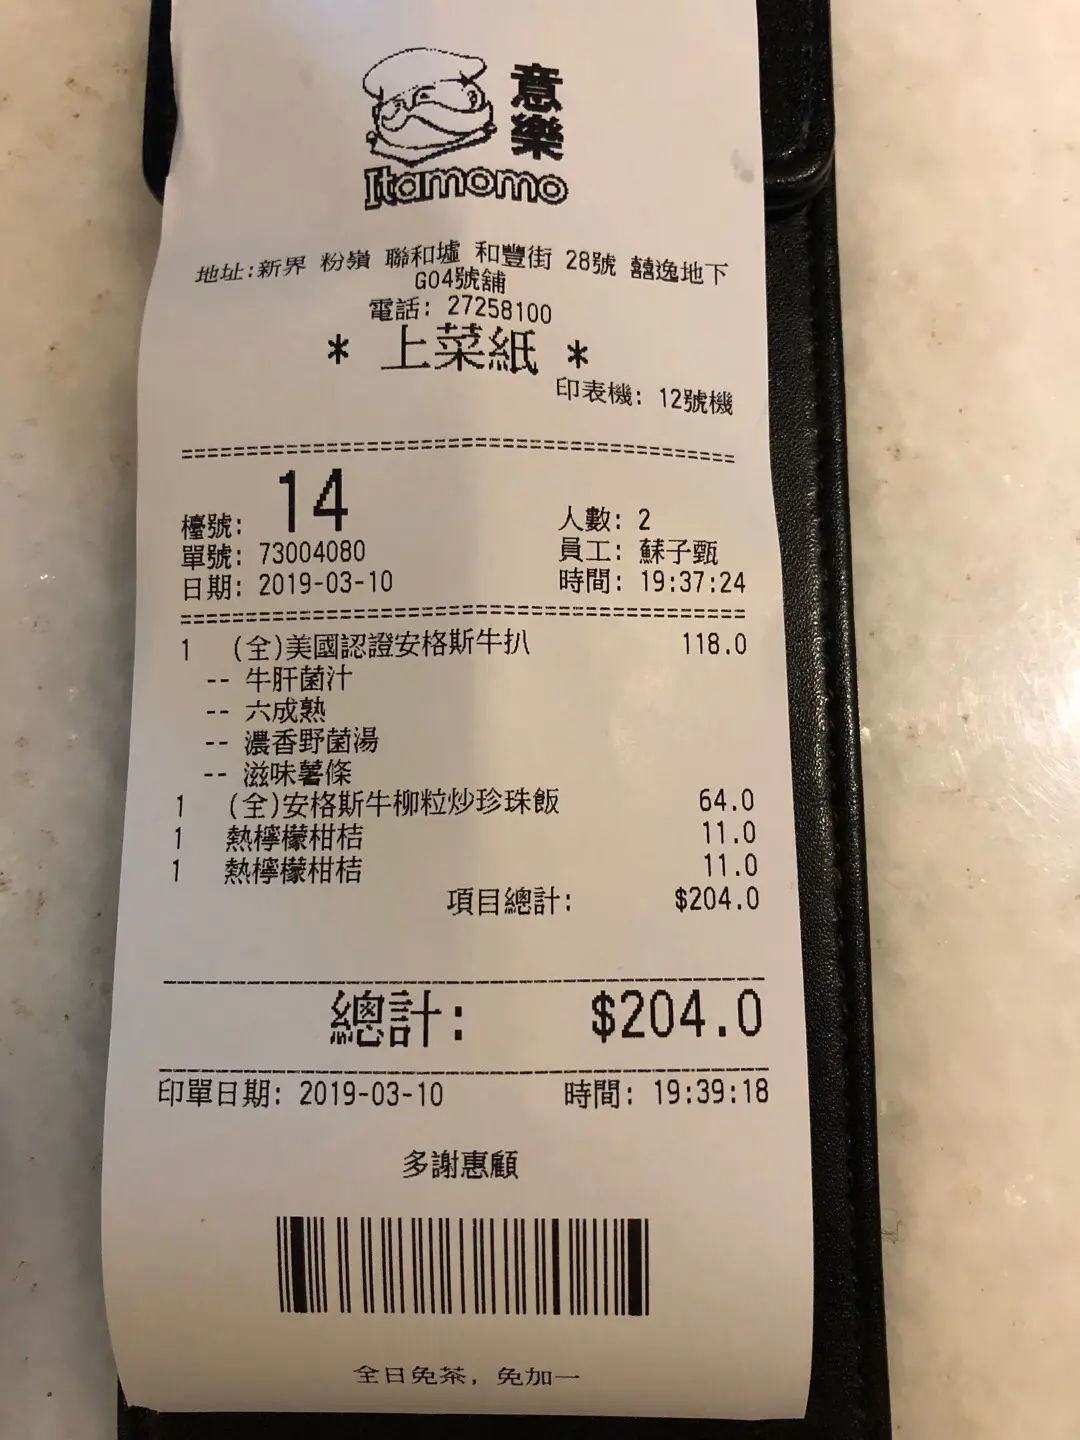 意樂
Itamomo
地址:新界 粉嶺 聯和墟 和豐街 28號 囍逸地下
G04號舖
電話: 27258100
* 上菜紙 *
印表機: 12號機
檯號: 14 人數: 2
單號: 73004080 員工: 蘇子甄
日期: 2019-03-10 時間: 19:37:24
1 (全)美國認證安格斯牛扒 118.0
-- 牛肝菌汁
-- 六成熟
-- 濃香野菌湯
-- 滋味薯條
1 (全)安格斯牛柳粒炒珍珠飯 64.0
1 熱檸檬柑桔 11.0
1 熱檸檬柑桔 11.0
項目總計: $204.0
總計: $204.0
印單日期: 2019-03-10 時間: 19:39:18
多謝惠顧
全日免茶, 免加一